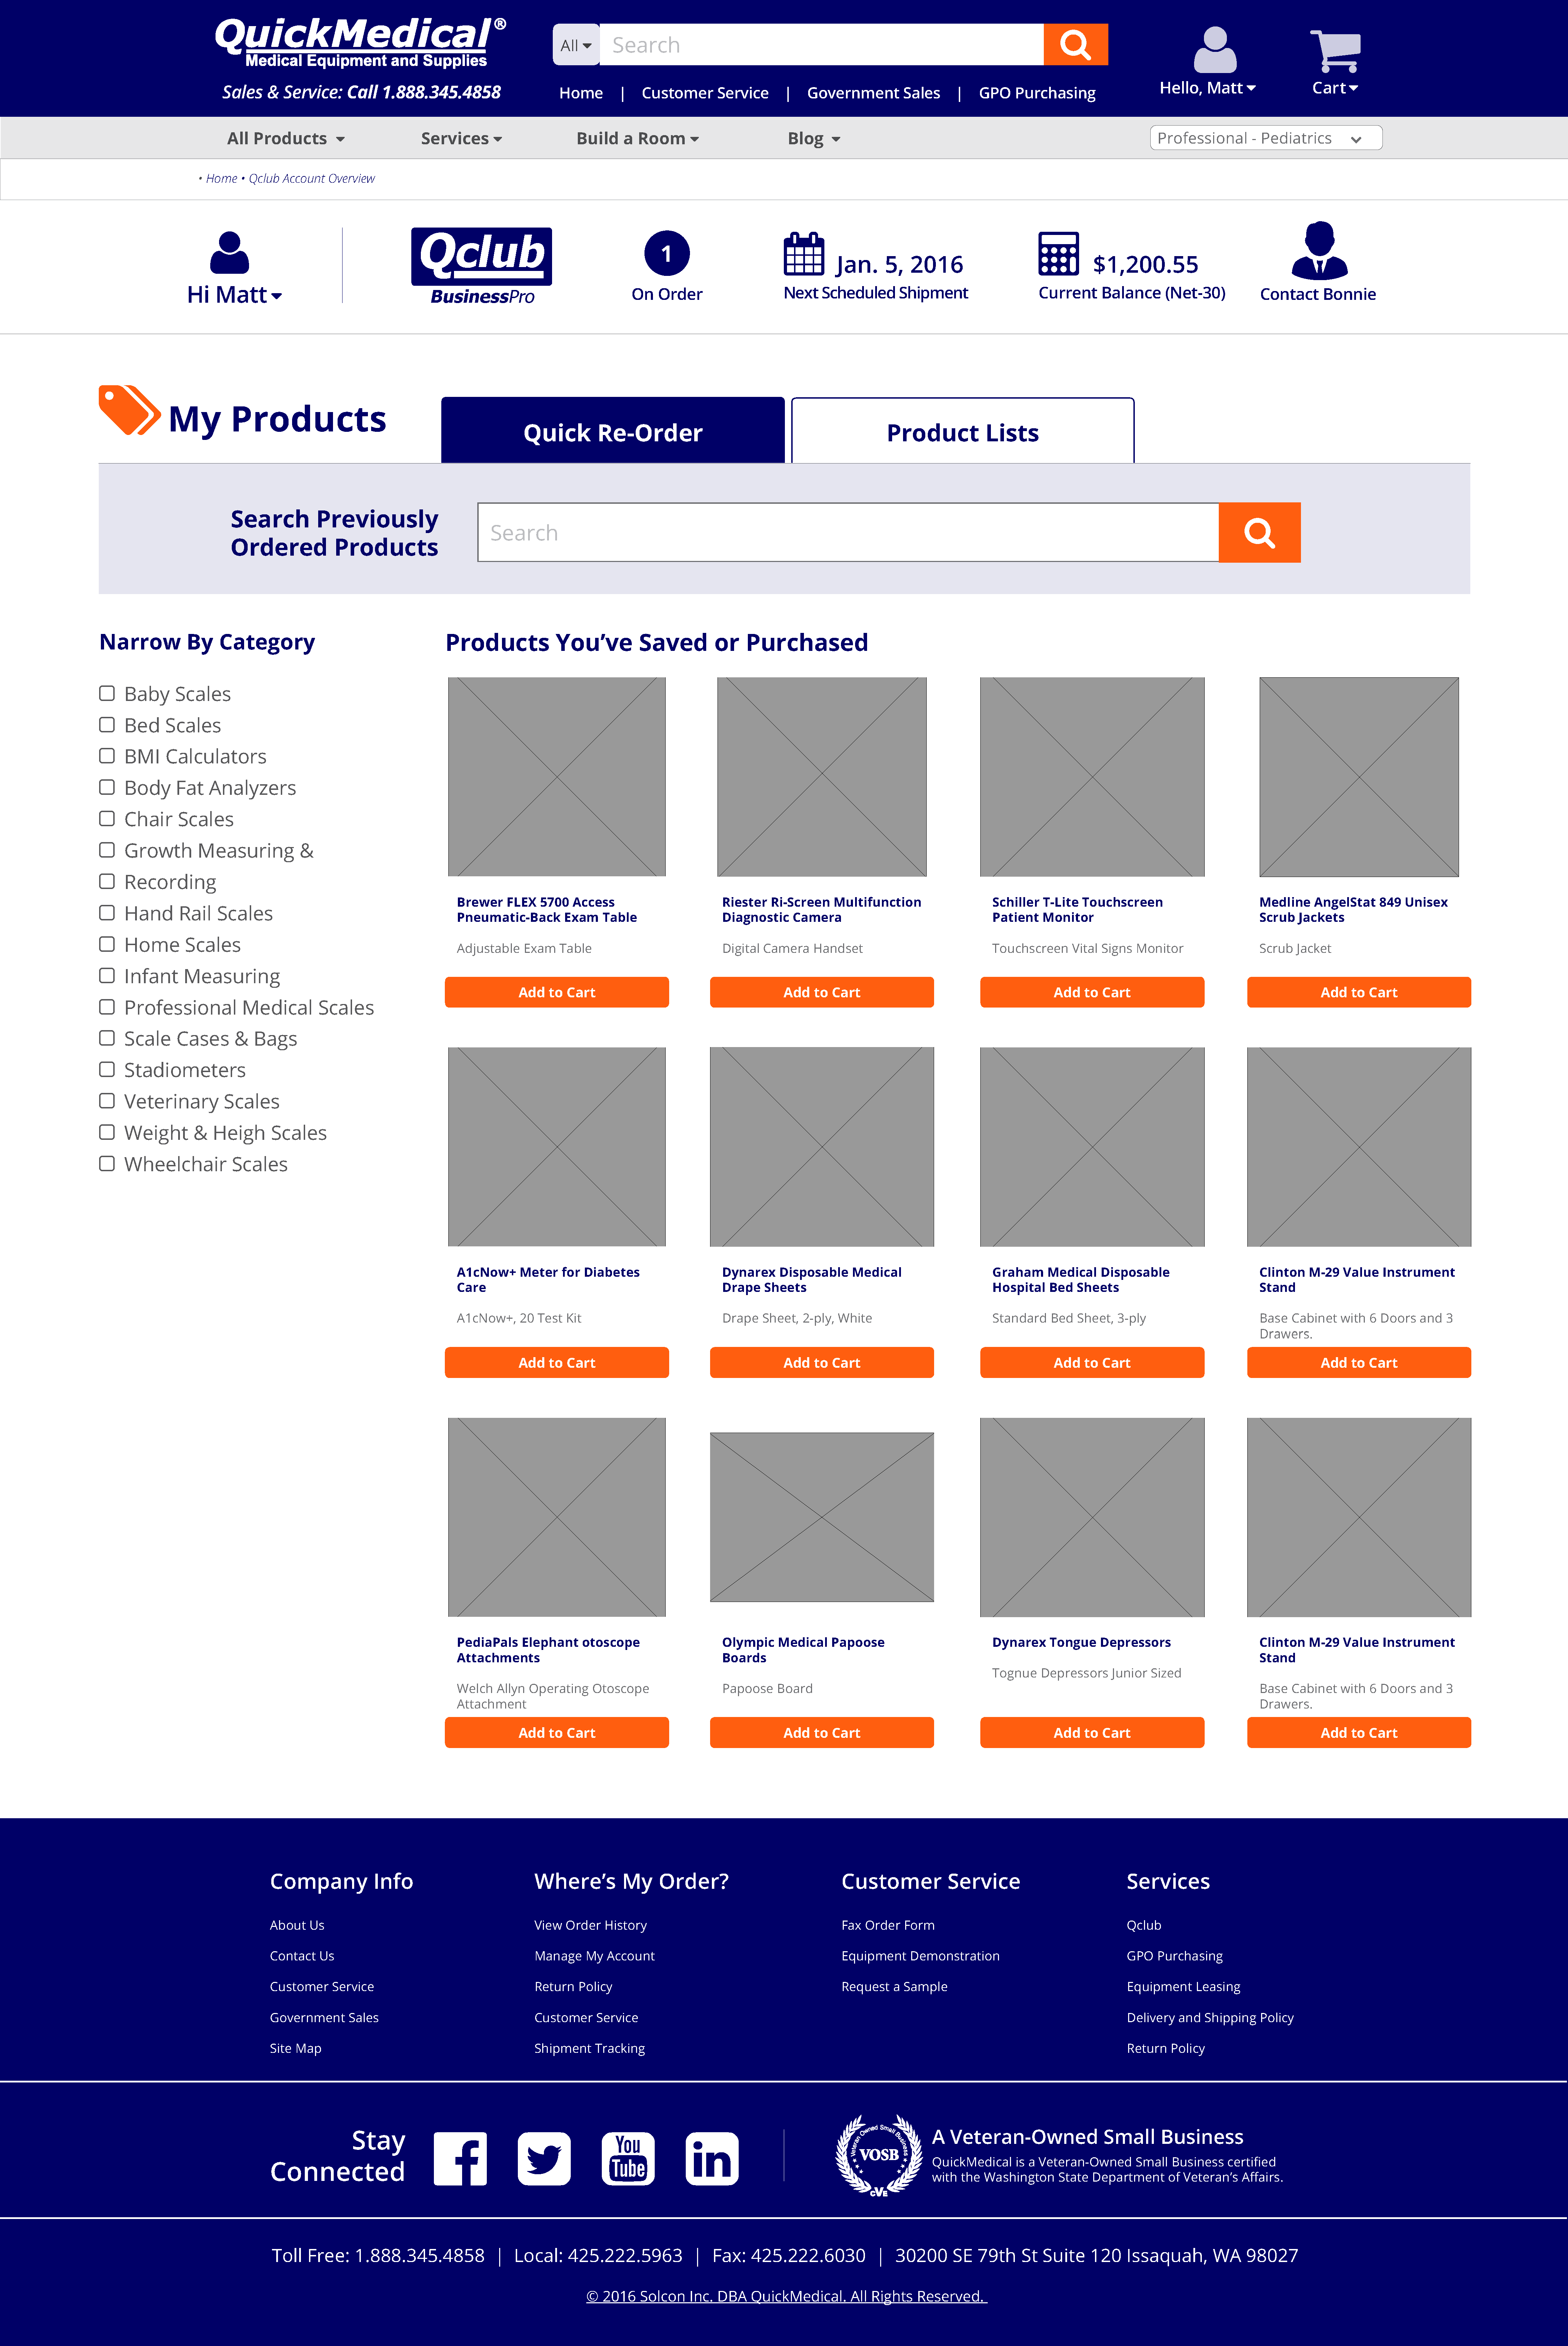 QuickMedical®
Medical Equipment and Supplies
Sales & Service: Call 1.888.345.4858
All
Search
Home | Customer Service | Government Sales | GPO Purchasing
Hello, Matt
Cart
All Products
Services
Build a Room
Blog
Professional - Pediatrics
• Home • Qclub Account Overview
Hi Matt
Qclub
BusinessPro
1
On Order
Jan. 5, 2016
Next Scheduled Shipment
$1,200.55
Current Balance (Net-30)
Contact Bonnie
My Products
Quick Re-Order
Product Lists
Search Previously
Ordered Products
Search
Narrow By Category
Baby Scales
Bed Scales
BMI Calculators
Body Fat Analyzers
Chair Scales
Growth Measuring &
Recording
Hand Rail Scales
Home Scales
Infant Measuring
Professional Medical Scales
Scale Cases & Bags
Stadiometers
Veterinary Scales
Weight & Heigh Scales
Wheelchair Scales
Products You’ve Saved or Purchased
Brewer FLEX 5700 Access
Pneumatic-Back Exam Table
Adjustable Exam Table
Add to Cart
Riester Ri-Screen Multifunction
Diagnostic Camera
Digital Camera Handset
Add to Cart
Schiller T-Lite Touchscreen
Patient Monitor
Touchscreen Vital Signs Monitor
Add to Cart
Medline AngelStat 849 Unisex
Scrub Jackets
Scrub Jacket
Add to Cart
A1cNow+ Meter for Diabetes
Care
A1cNow+, 20 Test Kit
Add to Cart
Dynarex Disposable Medical
Drape Sheets
Drape Sheet, 2-ply, White
Add to Cart
Graham Medical Disposable
Hospital Bed Sheets
Standard Bed Sheet, 3-ply
Add to Cart
Clinton M-29 Value Instrument
Stand
Base Cabinet with 6 Doors and 3
Drawers.
Add to Cart
PediaPals Elephant otoscope
Attachments
Welch Allyn Operating Otoscope
Attachment
Add to Cart
Olympic Medical Papoose
Boards
Papoose Board
Add to Cart
Dynarex Tongue Depressors
Tognue Depressors Junior Sized
Add to Cart
Clinton M-29 Value Instrument
Stand
Base Cabinet with 6 Doors and 3
Drawers.
Add to Cart
Company Info
About Us
Contact Us
Customer Service
Government Sales
Site Map
Where’s My Order?
View Order History
Manage My Account
Return Policy
Customer Service
Shipment Tracking
Customer Service
Fax Order Form
Equipment Demonstration
Request a Sample
Services
Qclub
GPO Purchasing
Equipment Leasing
Delivery and Shipping Policy
Return Policy
Stay
Connected
You
Tube
in
Veteran Owned Small Business
VOSB
CVE
A Veteran-Owned Small Business
QuickMedical is a Veteran-Owned Small Business certified
with the Washington State Department of Veteran’s Affairs.
Toll Free: 1.888.345.4858 | Local: 425.222.5963 | Fax: 425.222.6030 | 30200 SE 79th St Suite 120 Issaquah, WA 98027
© 2016 Solcon Inc. DBA QuickMedical. All Rights Reserved.